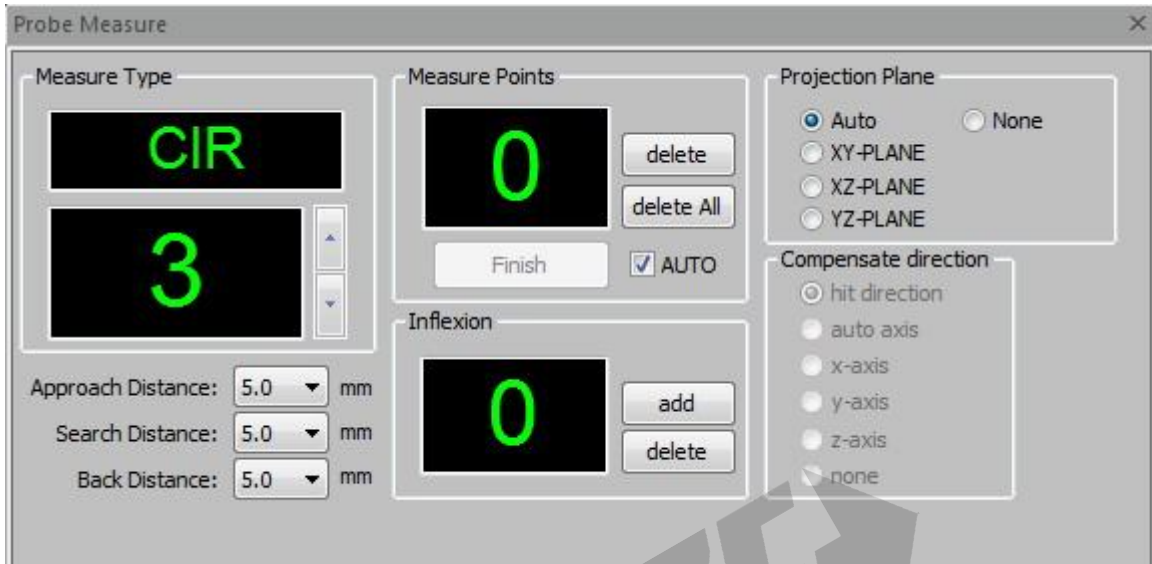 Probe Measure
Measure Type
CIR
3
Approach Distance: 5.0 mm
Search Distance: 5.0 mm
Back Distance: 5.0 mm
Measure Points
0
delete
delete All
Finish
AUTO
Inflexion
0
add
delete
Projection Plane
Auto None
XY-PLANE
XZ-PLANE
YZ-PLANE
Compensate direction
hit direction
auto axis
x-axis
y-axis
z-axis
none